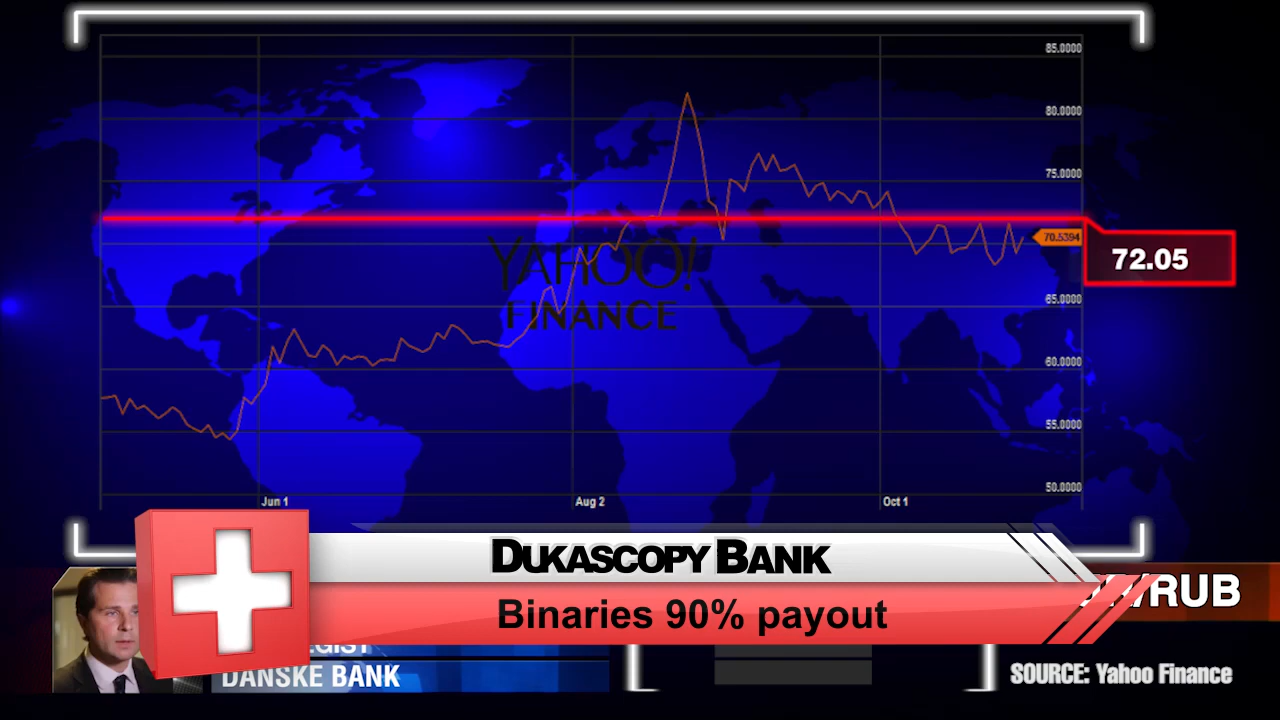 85.0000
80.0000
75.0000
70.5394
72.05
YAHOO!
FINANCE
65.0000
60.0000
55.0000
50.0000
Jun 1
Aug 2
Oct 1
DUKASCOPY BANK
Binaries 90% payout
/RUB
DANSKE BANK
SOURCE: Yahoo Finance